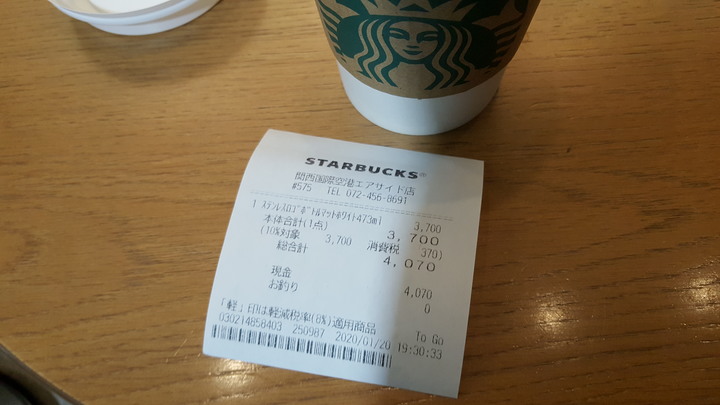 STARBUCKS®
関西国際空港エアサイド店
#575 TEL 072-456-8691
1 ステンレスロゴボトルマットホワイト473ml 3,700
本体合計(1点) 3,700
(10%対象 3,700 消費税 370)
総合計 4,070
現金 4,070
お釣り 0
「軽」印は軽減税率(8%)適用商品
To Go
030214858403 250987 2020/01/20 19:30:33